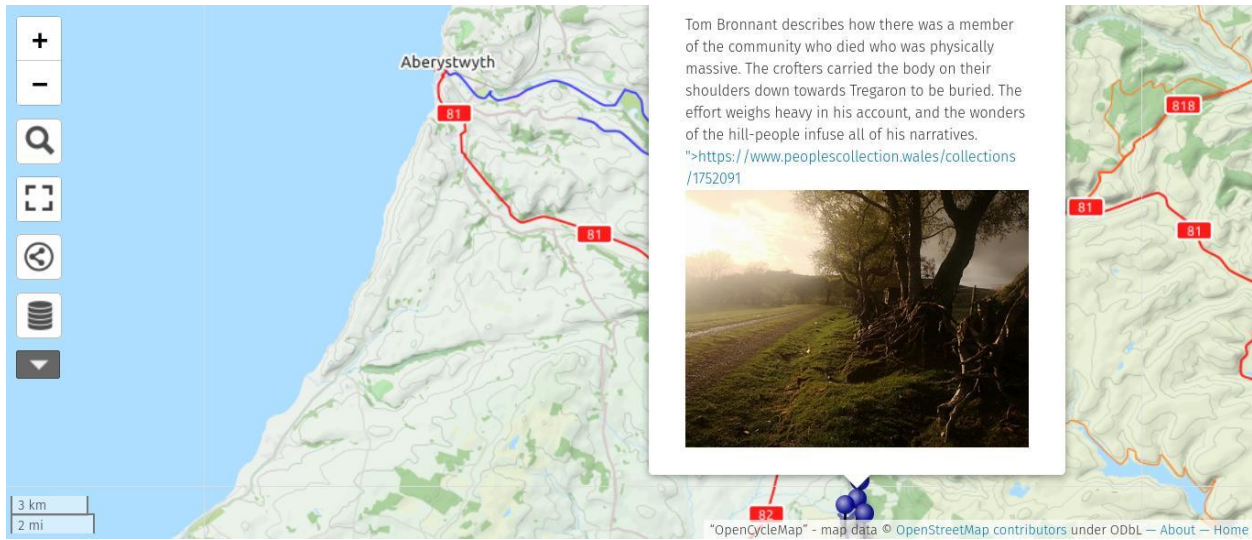 +
−
Aberystwyth
81
81
Tom Bronnant describes how there was a member
of the community who died who was physically
massive. The crofters carried the body on their
shoulders down towards Tregaron to be buried. The
effort weighs heavy in his account, and the wonders
of the hill-people infuse all of his narratives.
">https://www.peoplescollection.wales/collections
/1752091
818
81
81
82
3 km
2 mi
“OpenCycleMap” - map data © OpenStreetMap contributors under ODbL — About — Home